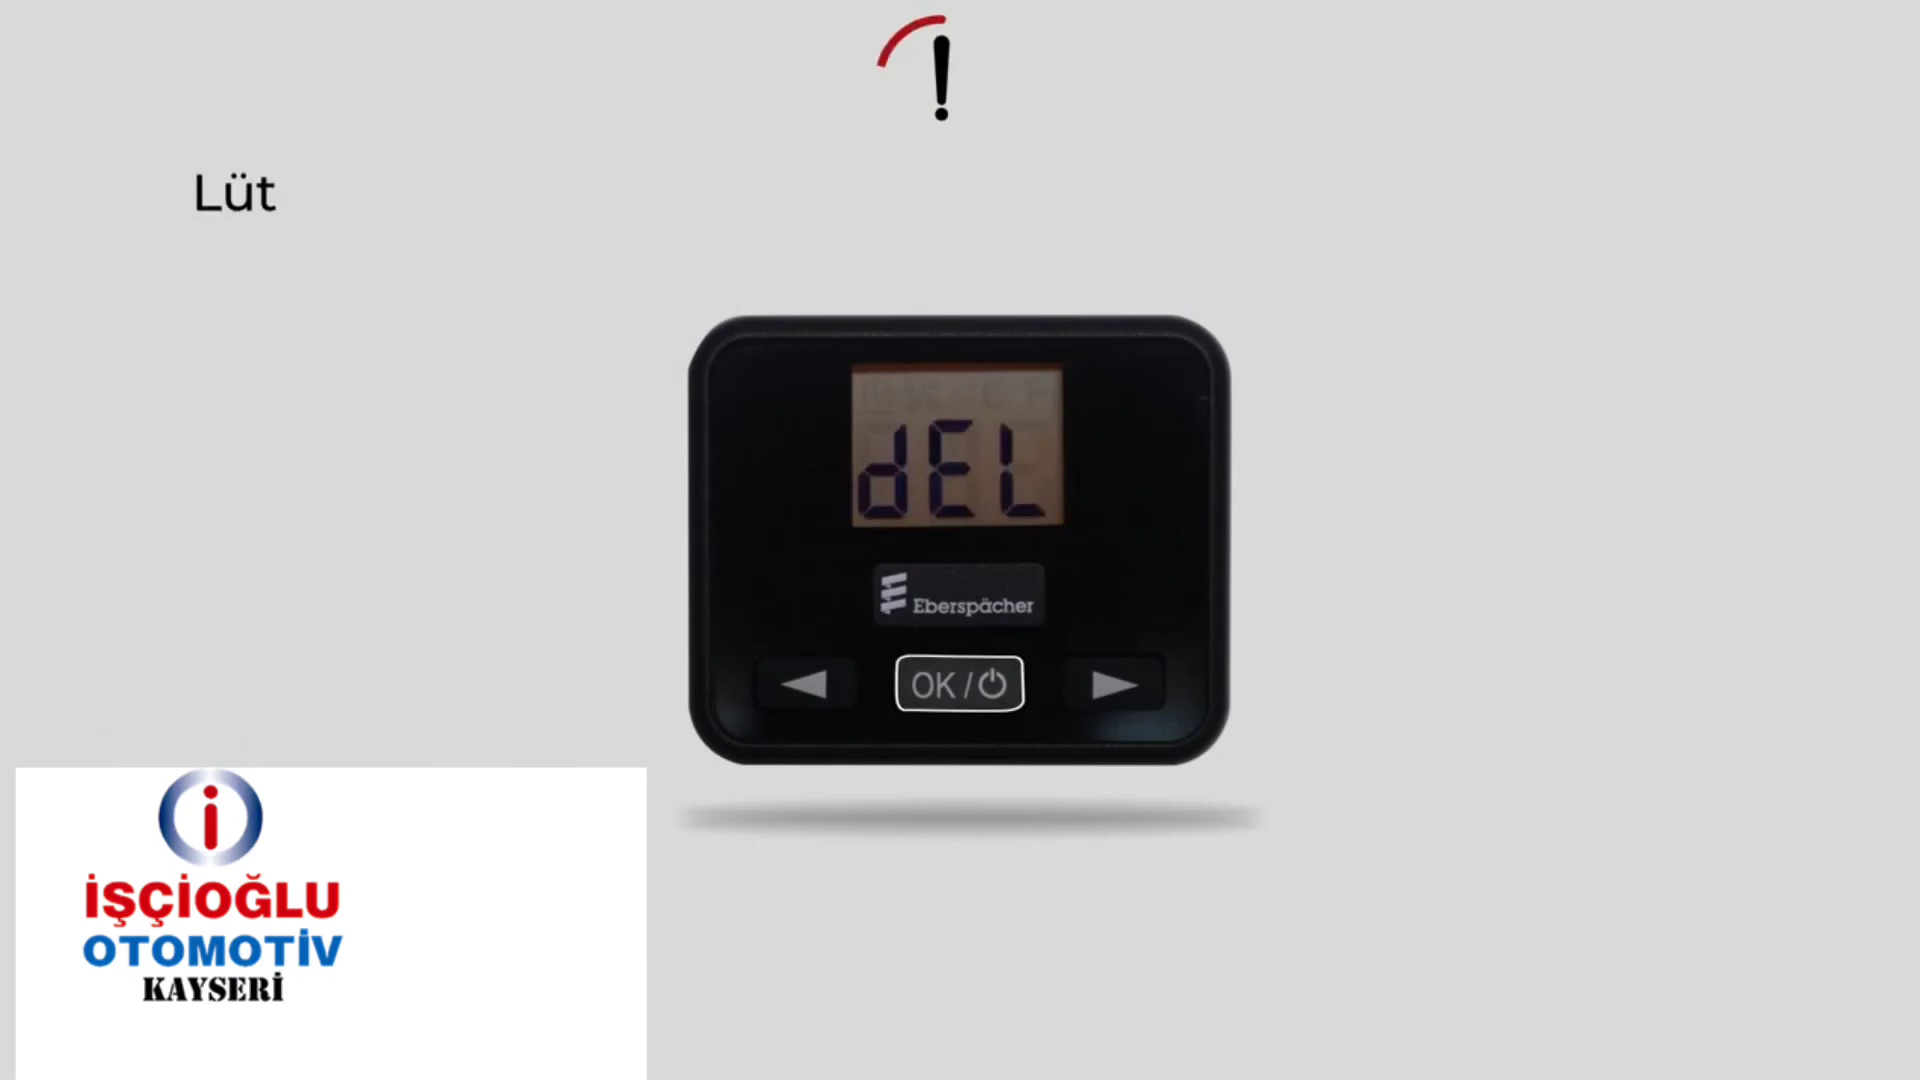 !
Lüt
dEL
Eberspächer
OK/⏻
i
İŞÇİOĞLU
OTOMOTİV
KAYSERİ